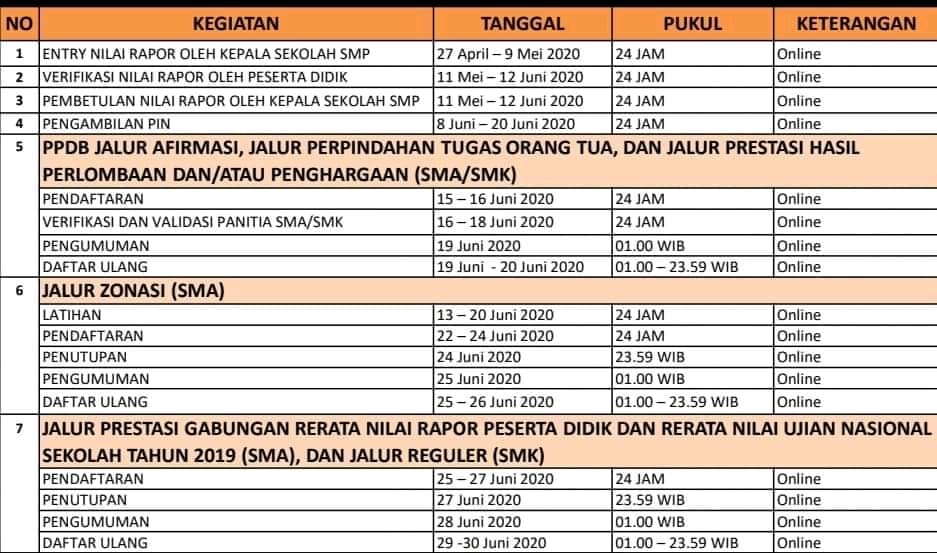 NO KEGIATAN TANGGAL PUKUL KETERANGAN
1 ENTRY NILAI RAPOR OLEH KEPALA SEKOLAH SMP 27 April – 9 Mei 2020 24 JAM Online
2 VERIFIKASI NILAI RAPOR OLEH PESERTA DIDIK 11 Mei – 12 Juni 2020 24 JAM Online
3 PEMBETULAN NILAI RAPOR OLEH KEPALA SEKOLAH SMP 11 Mei – 12 Juni 2020 24 JAM Online
4 PENGAMBILAN PIN 8 Juni – 20 Juni 2020 24 JAM Online
5 PPDB JALUR AFIRMASI, JALUR PERPINDAHAN TUGAS ORANG TUA, DAN JALUR PRESTASI HASIL
PERLOMBAAN DAN/ATAU PENGHARGAAN (SMA/SMK)
PENDAFTARAN 15 – 16 Juni 2020 24 JAM Online
VERIFIKASI DAN VALIDASI PANITIA SMA/SMK 16 – 18 Juni 2020 24 JAM Online
PENGUMUMAN 19 Juni 2020 01.00 WIB Online
DAFTAR ULANG 19 Juni - 20 Juni 2020 01.00 – 23.59 WIB Online
6 JALUR ZONASI (SMA)
LATIHAN 13 – 20 Juni 2020 24 JAM Online
PENDAFTARAN 22 – 24 Juni 2020 24 JAM Online
PENUTUPAN 24 Juni 2020 23.59 WIB Online
PENGUMUMAN 25 Juni 2020 01.00 WIB Online
DAFTAR ULANG 25 – 26 Juni 2020 01.00 – 23.59 WIB Online
7 JALUR PRESTASI GABUNGAN RERATA NILAI RAPOR PESERTA DIDIK DAN RERATA NILAI UJIAN NASIONAL
SEKOLAH TAHUN 2019 (SMA), DAN JALUR REGULER (SMK)
PENDAFTARAN 25 – 27 Juni 2020 24 JAM Online
PENUTUPAN 27 Juni 2020 23.59 WIB Online
PENGUMUMAN 28 Juni 2020 01.00 WIB Online
DAFTAR ULANG 29 -30 Juni 2020 01.00 – 23.59 WIB Online